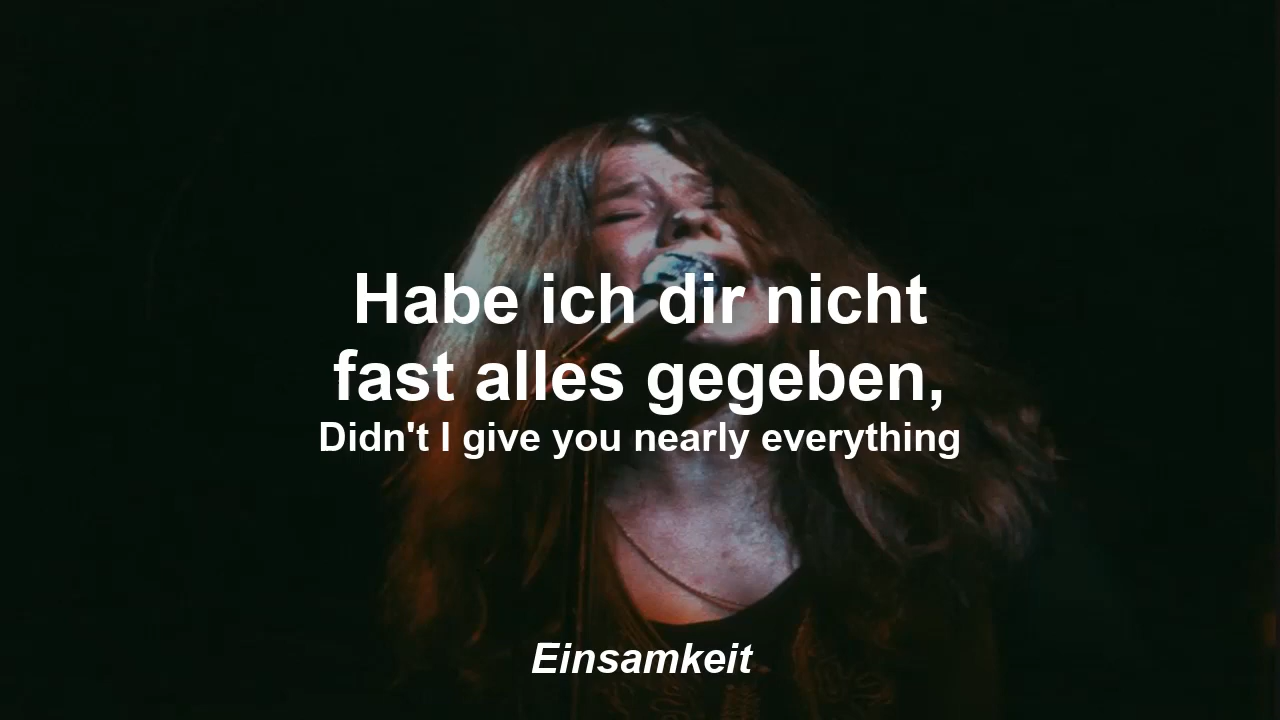 Habe ich dir nicht
fast alles gegeben,
Didn't I give you nearly everything
Einsamkeit